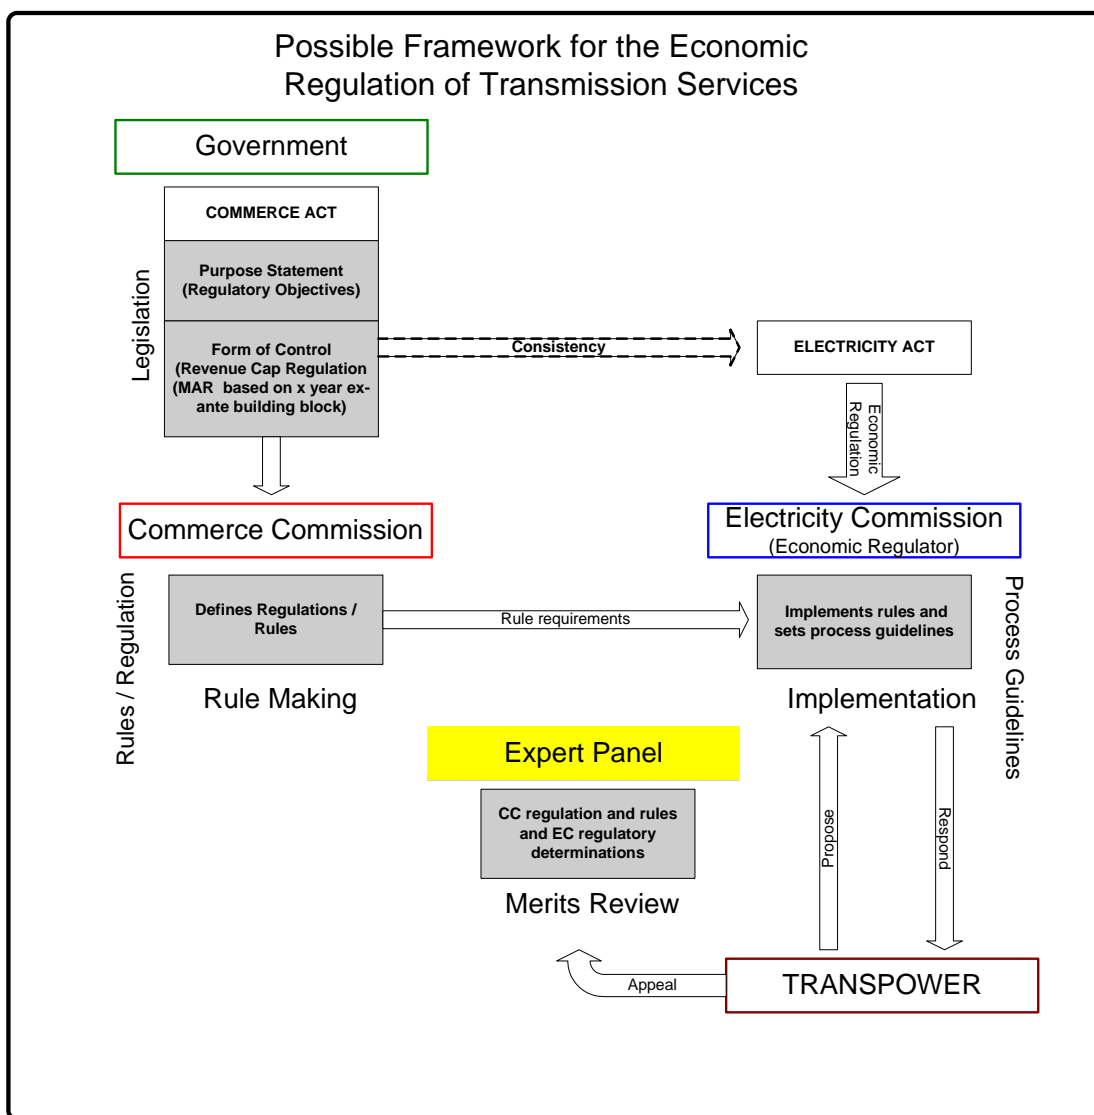 Possible Framework for the Economic
Regulation of Transmission Services
Government
COMMERCE ACT
Purpose Statement
(Regulatory Objectives)
Legislation
Form of Control
(Revenue Cap Regulation
(MAR based on x year ex-
ante building block)
Consistency
ELECTRICITY ACT
Economic
Regulation
Commerce Commission
Electricity Commission
(Economic Regulator)
Rules / Regulation
Defines Regulations /
Rules
Rule requirements
Implements rules and
sets process guidelines
Process Guidelines
Rule Making
Implementation
Expert Panel
CC regulation and rules
and EC regulatory
determinations
Merits Review
Propose
Respond
Appeal
TRANSPOWER